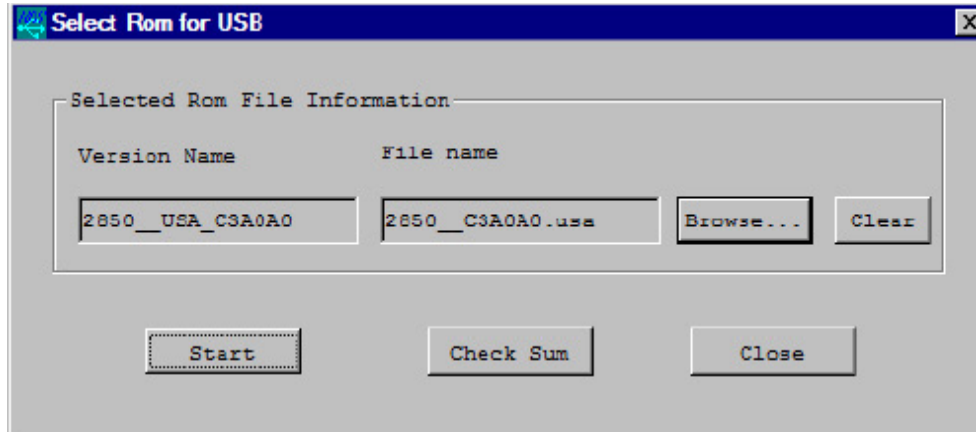 Select Rom for USB
Selected Rom File Information
Version Name File name
2850__USA_C3A0A0 2850__C3A0A0.usa Browse... Clear
Start Check Sum Close